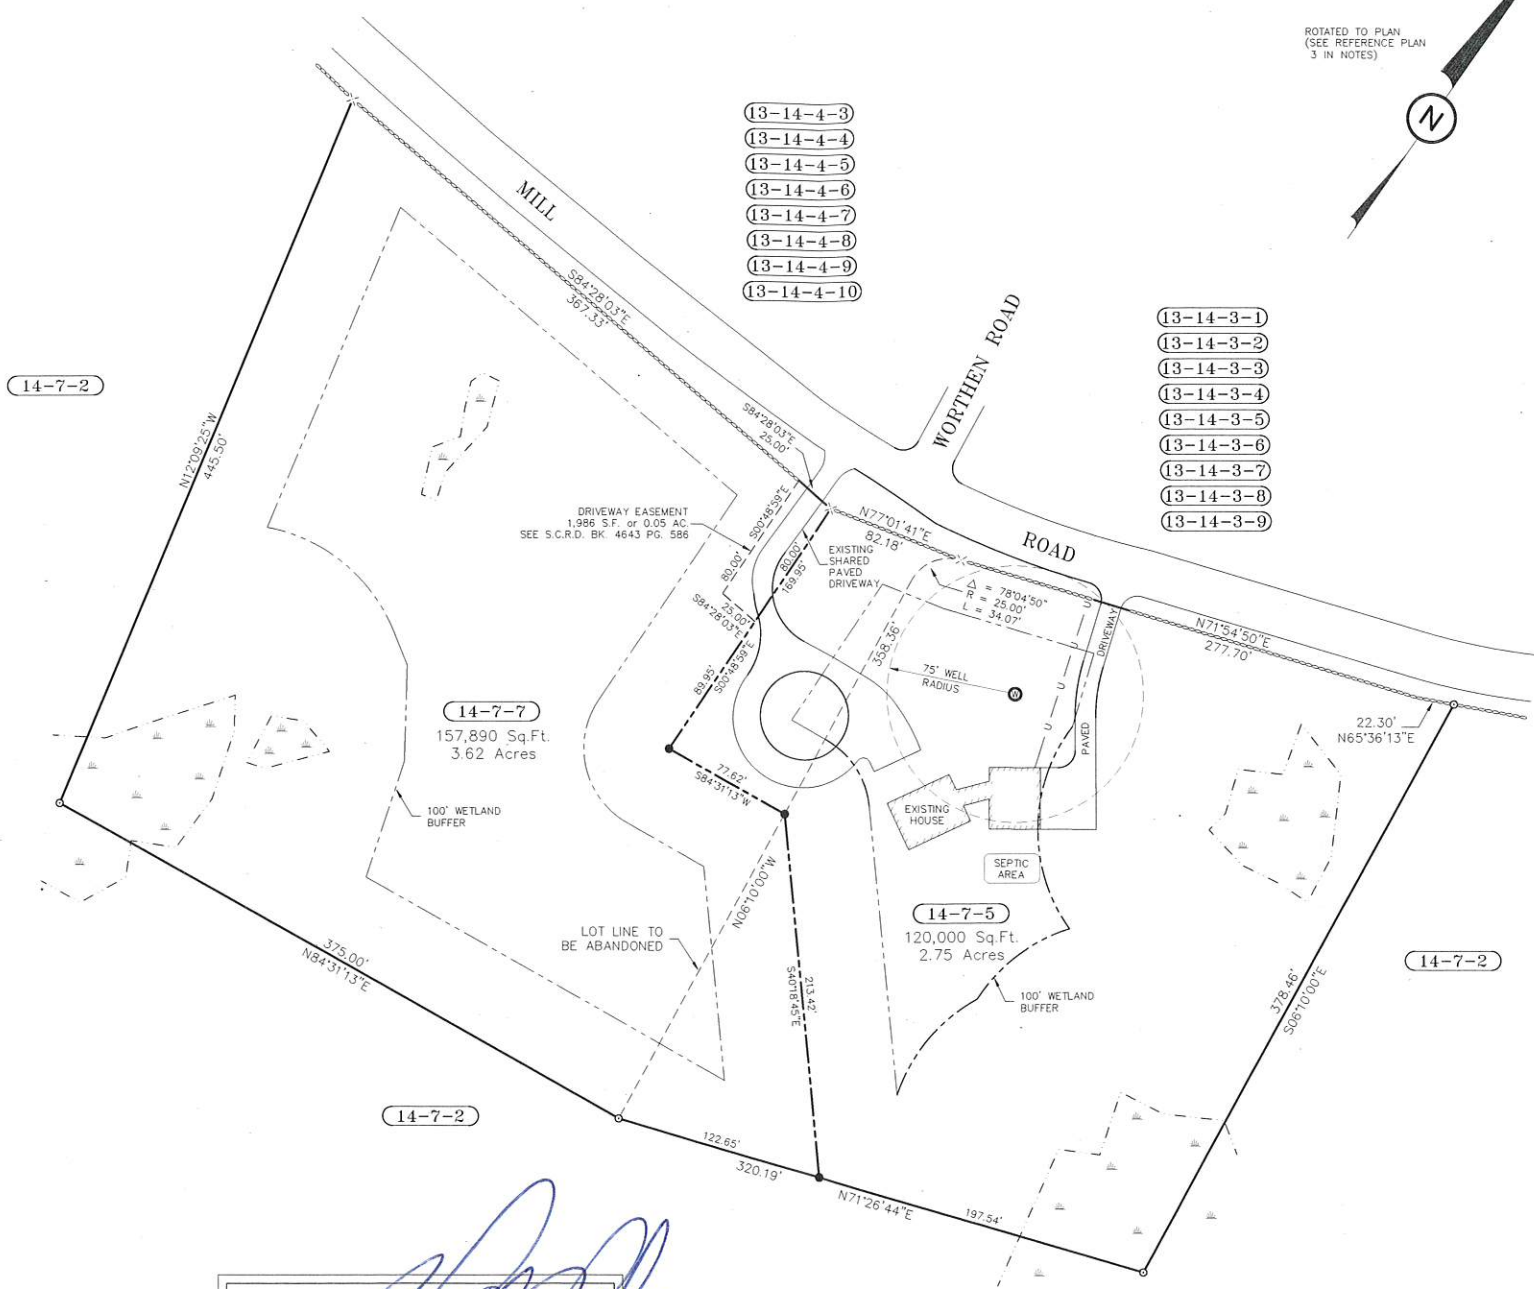 ROTATED TO PLAN
(SEE REFERENCE PLAN
3 IN NOTES)
N
13-14-4-3
13-14-4-4
13-14-4-5
13-14-4-6
13-14-4-7
13-14-4-8
13-14-4-9
13-14-4-10
MILL
WORTHEN ROAD
13-14-3-1
13-14-3-2
13-14-3-3
13-14-3-4
13-14-3-5
13-14-3-6
13-14-3-7
13-14-3-8
13-14-3-9
S84°28'03"E
367.33'
14-7-2
N12°09'25"W
445.50'
S84°28'03"E
25.00'
DRIVEWAY EASEMENT
1,986 S.F. or 0.05 AC.
SEE S.C.R.D. BK. 4643 PG. 586
S00°48'59"E
80.00'
N77°01'41"E
82.18'
ROAD
EXISTING
SHARED
PAVED
DRIVEWAY
80.00'
169.95'
25.00'
S84°28'03"E
Δ = 78°04'50"
R = 25.00'
L = 34.07'
358.36'
U
U
U
U
DRIVEWAY
PAVED
N71°54'50"E
277.70'
75' WELL
RADIUS
W
89.95'
S00°48'59"E
22.30'
N65°36'13"E
14-7-7
157,890 Sq.Ft.
3.62 Acres
77.62'
S84°31'13"W
100' WETLAND
BUFFER
EXISTING
HOUSE
SEPTIC
AREA
N06°10'00"W
14-7-5
120,000 Sq.Ft.
2.75 Acres
LOT LINE TO
BE ABANDONED
375.00'
N84°31'13"E
213.42'
S40°18'45"E
100' WETLAND
BUFFER
378.46'
S06°10'00"E
14-7-2
14-7-2
122.65'
320.19'
N71°26'44"E
197.54'